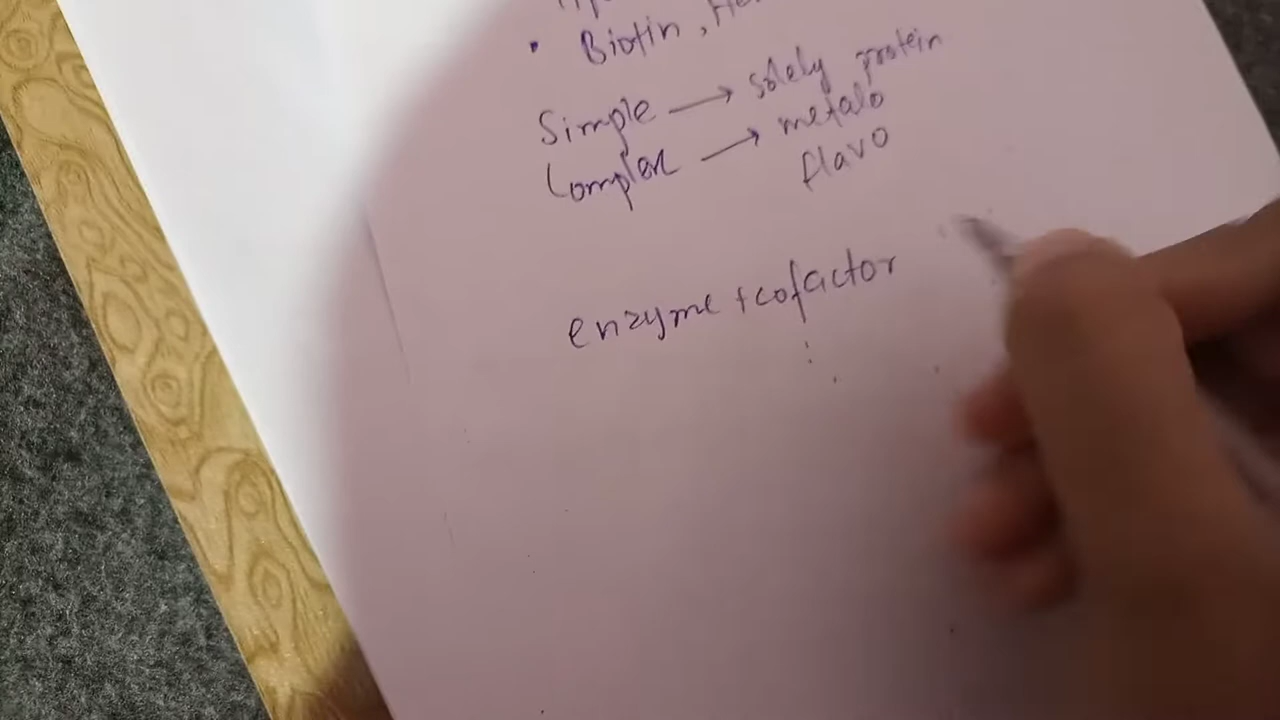 • Biotin,
Simple → solely protein
Complex → metalo
flavo
enzyme + cofactor